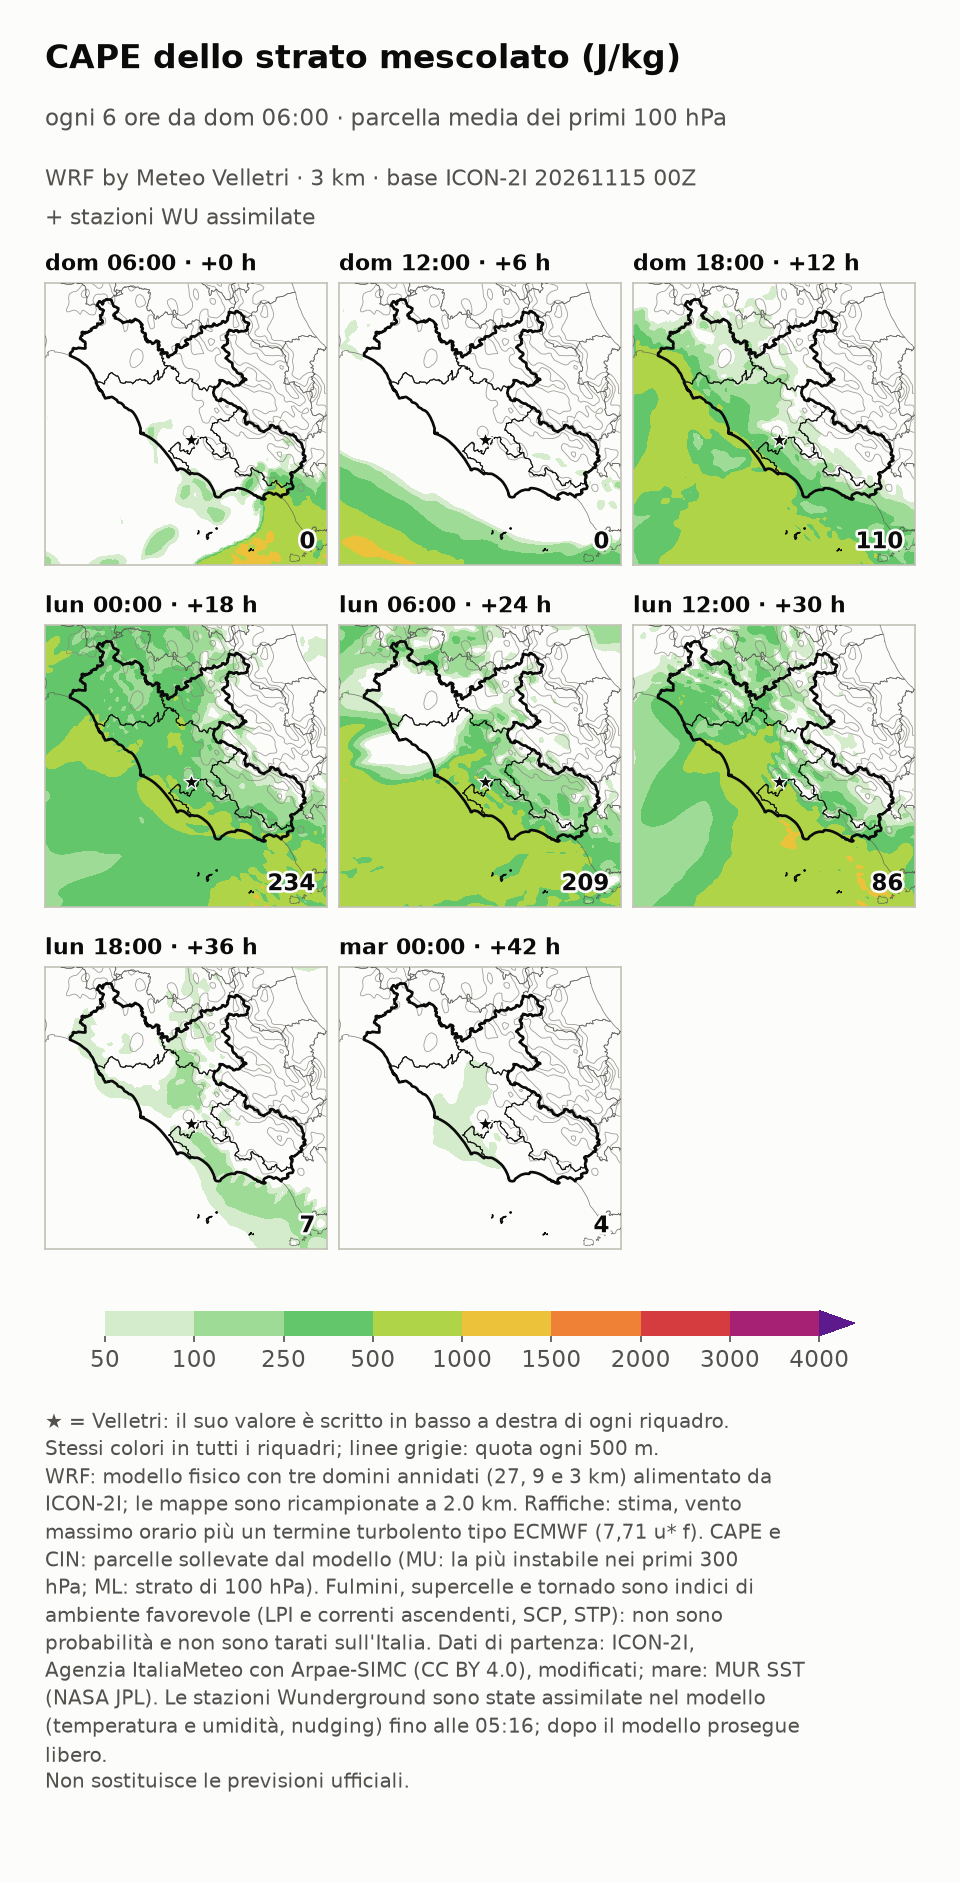 CAPE dello strato mescolato (J/kg)
ogni 6 ore da dom 06:00 · parcella media dei primi 100 hPa
WRF by Meteo Velletri · 3 km · base ICON-2I 20261115 00Z
+ stazioni WU assimilate
dom 06:00 · +0 h
dom 12:00 · +6 h
dom 18:00 · +12 h
0
0
110
lun 00:00 · +18 h
lun 06:00 · +24 h
lun 12:00 · +30 h
234
209
86
lun 18:00 · +36 h
mar 00:00 · +42 h
7
4
50 100 250 500 1000 1500 2000 3000 4000
★ = Velletri: il suo valore è scritto in basso a destra di ogni riquadro.
Stessi colori in tutti i riquadri; linee grigie: quota ogni 500 m.
WRF: modello fisico con tre domini annidati (27, 9 e 3 km) alimentato da
ICON-2I; le mappe sono ricampionate a 2.0 km. Raffiche: stima, vento
massimo orario più un termine turbolento tipo ECMWF (7,71 u* f). CAPE e
CIN: parcelle sollevate dal modello (MU: la più instabile nei primi 300
hPa; ML: strato di 100 hPa). Fulmini, supercelle e tornado sono indici di
ambiente favorevole (LPI e correnti ascendenti, SCP, STP): non sono
probabilità e non sono tarati sull'Italia. Dati di partenza: ICON-2I,
Agenzia ItaliaMeteo con Arpae-SIMC (CC BY 4.0), modificati; mare: MUR SST
(NASA JPL). Le stazioni Wunderground sono state assimilate nel modello
(temperatura e umidità, nudging) fino alle 05:16; dopo il modello prosegue
libero.
Non sostituisce le previsioni ufficiali.